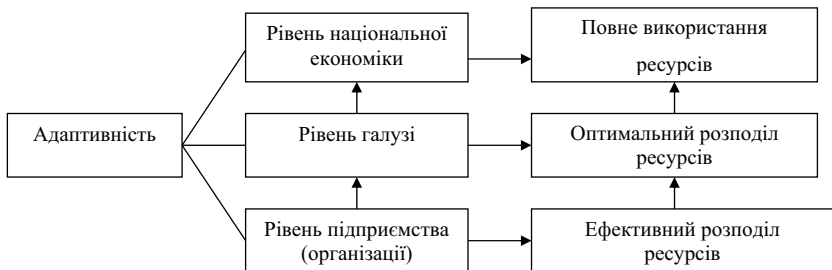 Рівень національної
економіки
Повне використання
ресурсів
Адаптивність
Рівень галузі
Оптимальний розподіл
ресурсів
Рівень підприємства
(організації)
Ефективний розподіл
ресурсів